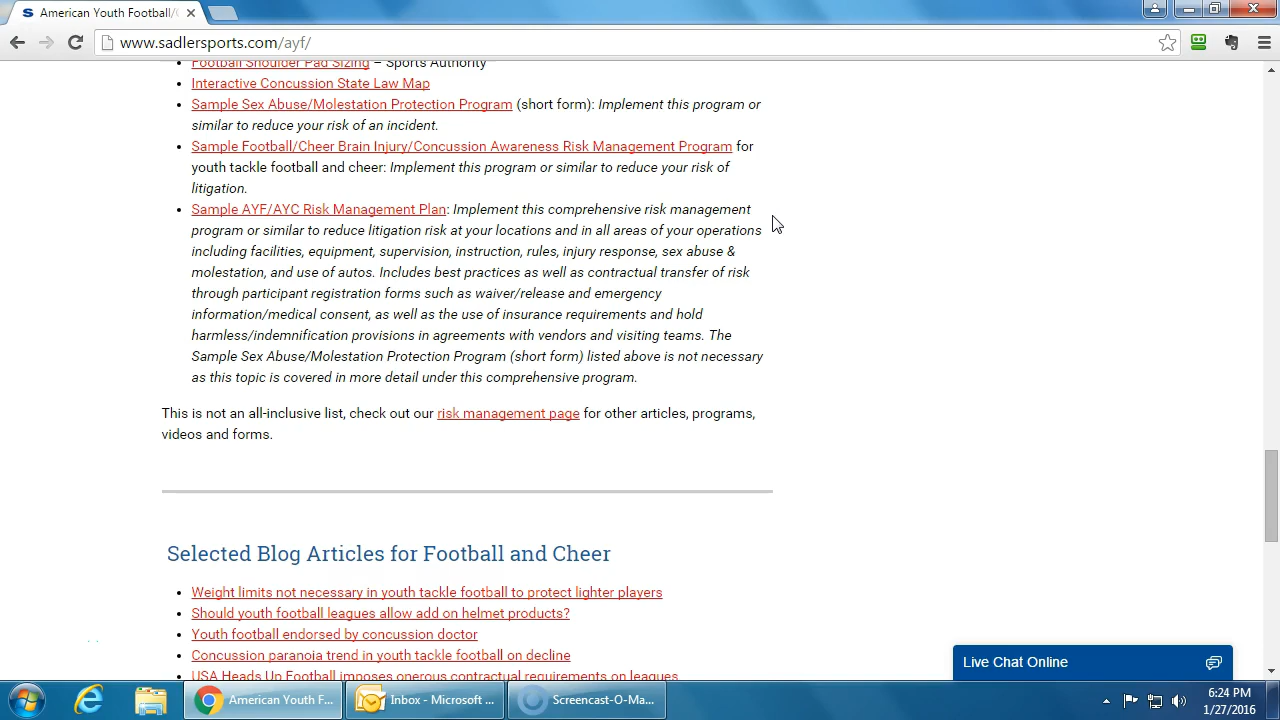 American Youth Football/
www.sadlersports.com/ayf/
Football Shoulder Pad Sizing – Sports Authority
Interactive Concussion State Law Map
Sample Sex Abuse/Molestation Protection Program (short form): Implement this program or
similar to reduce your risk of an incident.
Sample Football/Cheer Brain Injury/Concussion Awareness Risk Management Program for
youth tackle football and cheer: Implement this program or similar to reduce your risk of
litigation.
Sample AYF/AYC Risk Management Plan: Implement this comprehensive risk management
program or similar to reduce litigation risk at your locations and in all areas of your operations
including facilities, equipment, supervision, instruction, rules, injury response, sex abuse &
molestation, and use of autos. Includes best practices as well as contractual transfer of risk
through participant registration forms such as waiver/release and emergency
information/medical consent, as well as the use of insurance requirements and hold
harmless/indemnification provisions in agreements with vendors and visiting teams. The
Sample Sex Abuse/Molestation Protection Program (short form) listed above is not necessary
as this topic is covered in more detail under this comprehensive program.
This is not an all-inclusive list, check out our risk management page for other articles, programs,
videos and forms.
Selected Blog Articles for Football and Cheer
Weight limits not necessary in youth tackle football to protect lighter players
Should youth football leagues allow add on helmet products?
Youth football endorsed by concussion doctor
Concussion paranoia trend in youth tackle football on decline
USA Heads Up Football imposes onerous contractual requirements on leagues
Live Chat Online
American Youth F...
Inbox - Microsoft ...
Screencast-O-Ma...
6:24 PM
1/27/2016